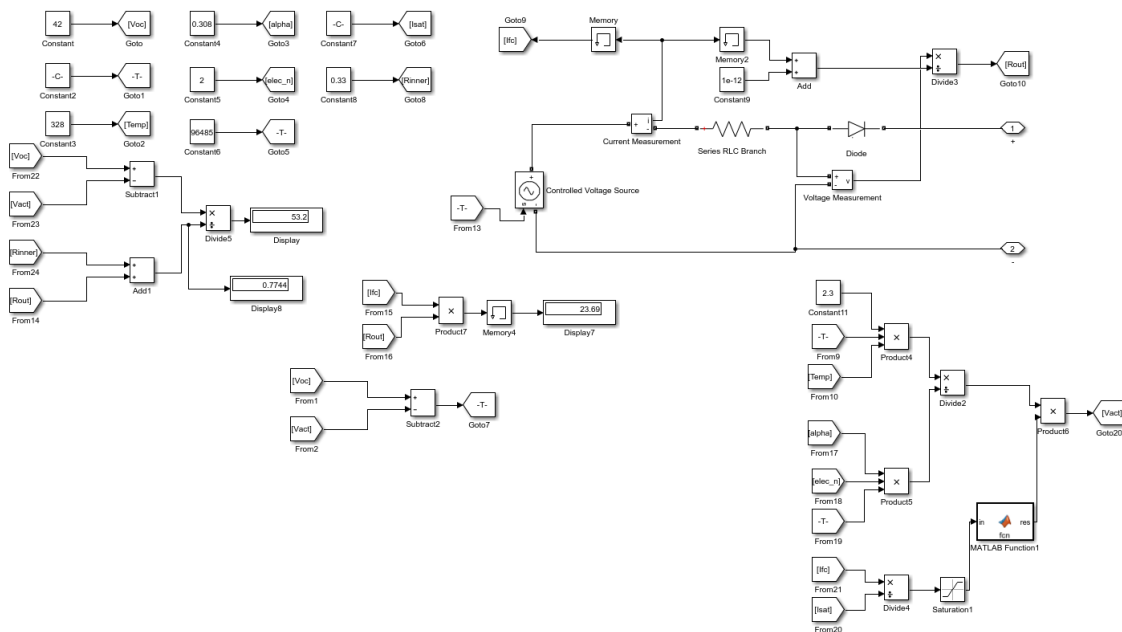 42
Constant
[Voc]
Goto
0.308
Constant4
[alpha]
Goto3
-C-
Constant7
[Isat]
Goto6
-C-
Constant2
-T-
Goto1
2
Constant5
[elec_n]
Goto4
0.33
Constant8
[Rinner]
Goto8
328
Constant3
[Temp]
Goto2
96485
Constant6
-T-
Goto5
[Voc]
From22
[Vact]
From23
Subtract1
[Rinner]
From24
[Rout]
From14
Add1
×
÷
Divide5
53.2
Display
0.7744
Display8
Goto9
[Ifc]
Memory
Memory2
1e-12
Constant9
+
+
Add
×
÷
Divide3
[Rout]
Goto10
+
i
-
Current Measurement
Series RLC Branch
Diode
1
+
+
-
v
Voltage Measurement
-T-
From13
+
s
-
Controlled Voltage Source
2
-
[Ifc]
From15
[Rout]
From16
×
Product7
Memory4
23.69
Display7
[Voc]
From1
[Vact]
From2
+
−
Subtract2
-T-
Goto7
2.3
Constant11
-T-
From9
[Temp]
From10
×
Product4
×
÷
Divide2
[alpha]
From17
[elec_n]
From18
-T-
From19
×
Product5
×
Product6
[Vact]
Goto20
in
fcn
res
MATLAB Function1
[Ifc]
From21
[Isat]
From20
×
÷
Divide4
Saturation1